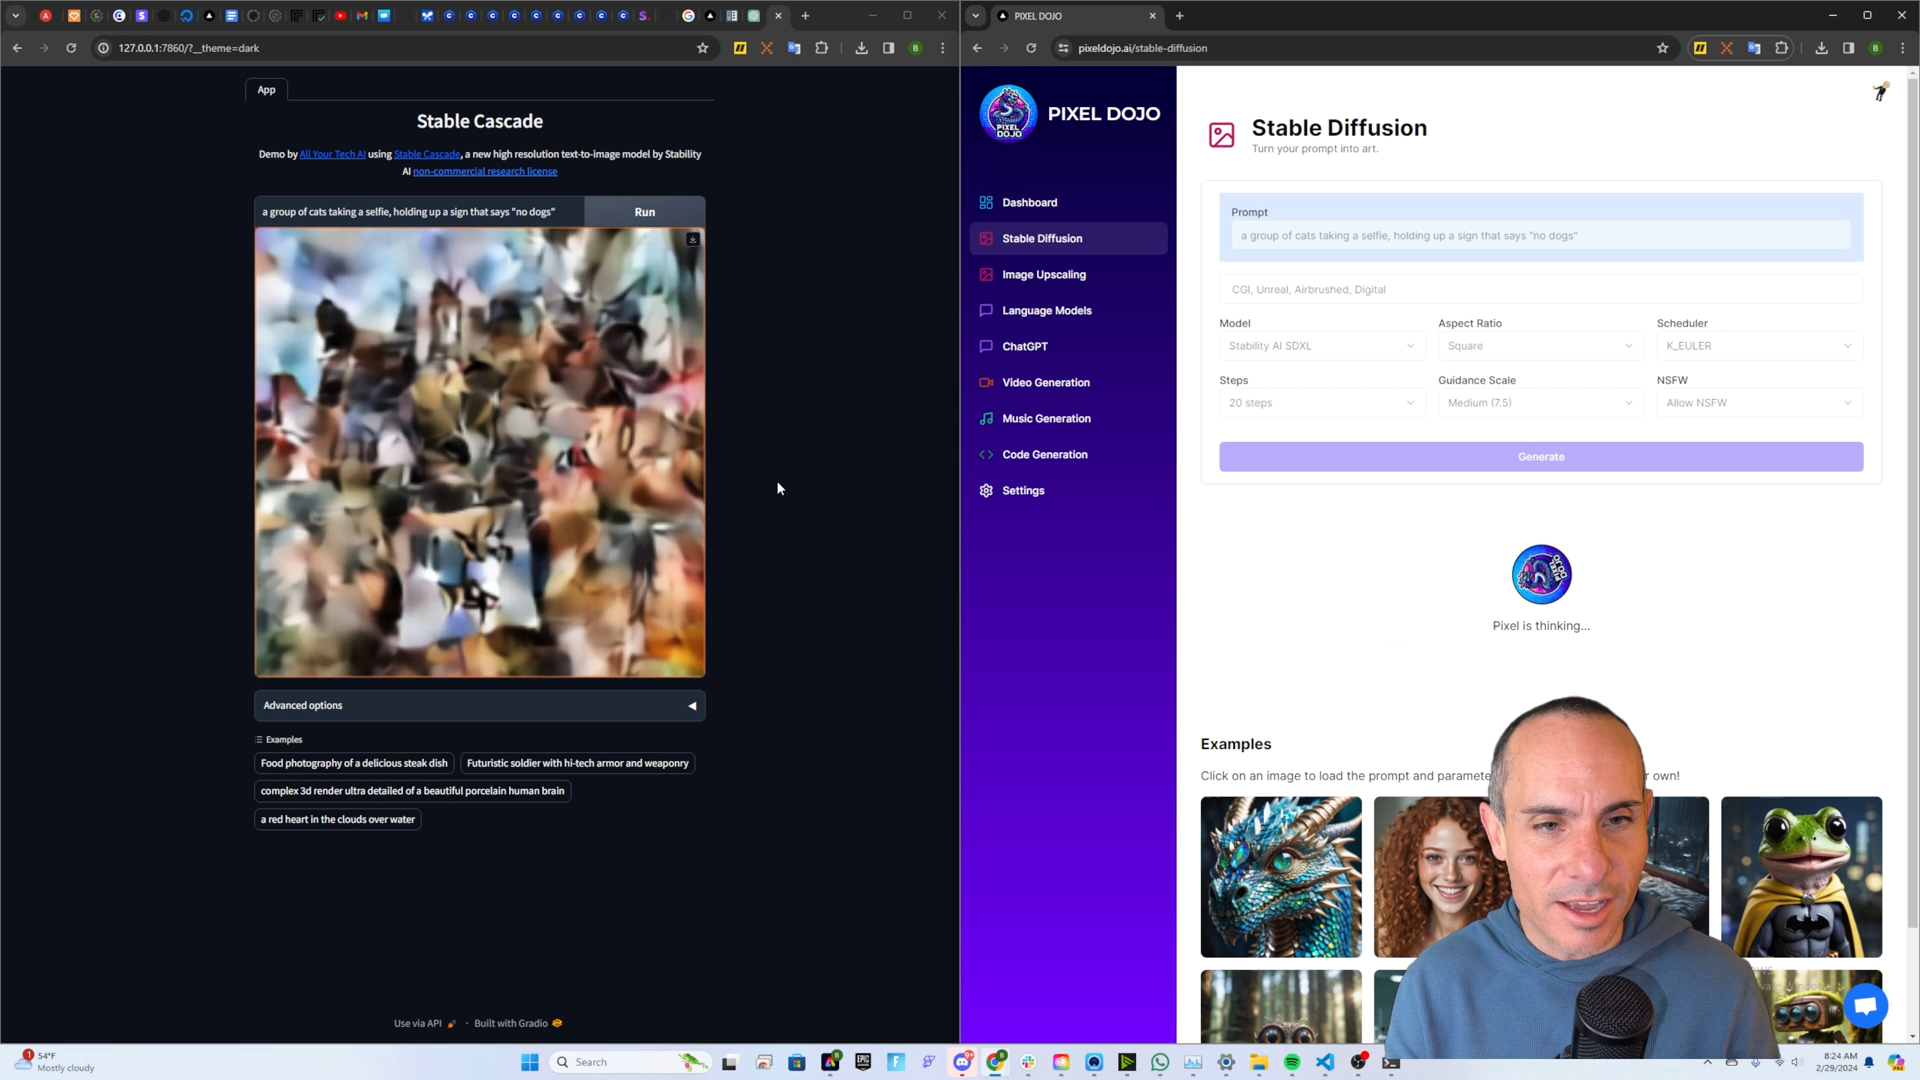 127.0.0.1:7860/?__theme=dark
App
Stable Cascade
Demo by All Your Tech AI using Stable Cascade, a new high resolution text-to-image model by Stability
AI non-commercial research license
a group of cats taking a selfie, holding up a sign that says "no dogs"
Run
Advanced options
Examples
Food photography of a delicious steak dish
Futuristic soldier with hi-tech armor and weaponry
complex 3d render ultra detailed of a beautiful porcelain human brain
a red heart in the clouds over water
Use via API
·
Built with Gradio
PIXEL DOJO
pixeldojo.ai/stable-diffusion
PIXEL DOJO
PIXEL DOJO
Dashboard
Stable Diffusion
Image Upscaling
Language Models
ChatGPT
Video Generation
Music Generation
Code Generation
Settings
Stable Diffusion
Turn your prompt into art.
Prompt
a group of cats taking a selfie, holding up a sign that says "no dogs"
CGI, Unreal, Airbrushed, Digital
Model
Aspect Ratio
Scheduler
Stability AI SDXL
Square
K_EULER
Steps
Guidance Scale
NSFW
20 steps
Medium (7.5)
Allow NSFW
Generate
PIXEL DOJO
Pixel is thinking...
Examples
Click on an image to load the prompt and own!
54°F
Mostly cloudy
Search
8:24 AM
2/29/2024